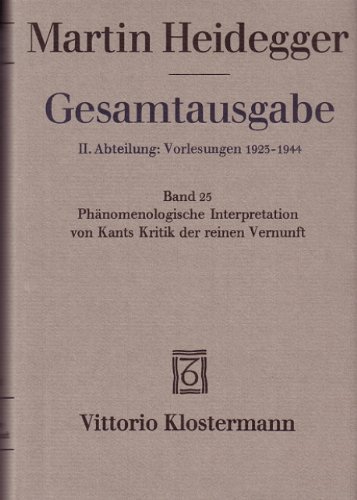 Martin Heidegger
Gesamtausgabe
II. Abteilung: Vorlesungen 1923-1944
Band 25
Phänomenologische Interpretation
von Kants Kritik der reinen Vernunft
Vittorio Klostermann